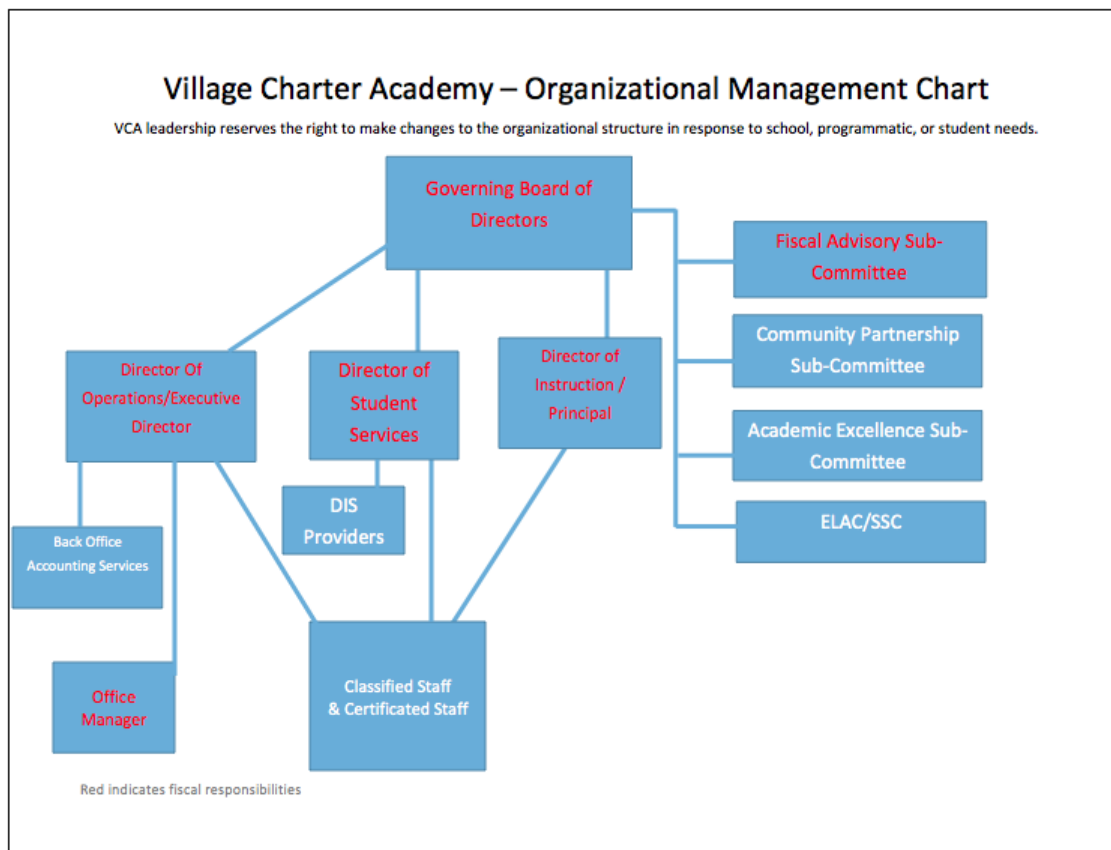 Village Charter Academy – Organizational Management Chart
VCA leadership reserves the right to make changes to the organizational structure in response to school, programmatic, or student needs.
Governing Board of
Directors
Fiscal Advisory Sub-
Committee
Community Partnership
Sub-Committee
Academic Excellence Sub-
Committee
ELAC/SSC
Director Of
Operations/Executive
Director
Director of
Student
Services
Director of
Instruction /
Principal
DIS
Providers
Back Office
Accounting Services
Office
Manager
Classified Staff
& Certificated Staff
Red indicates fiscal responsibilities